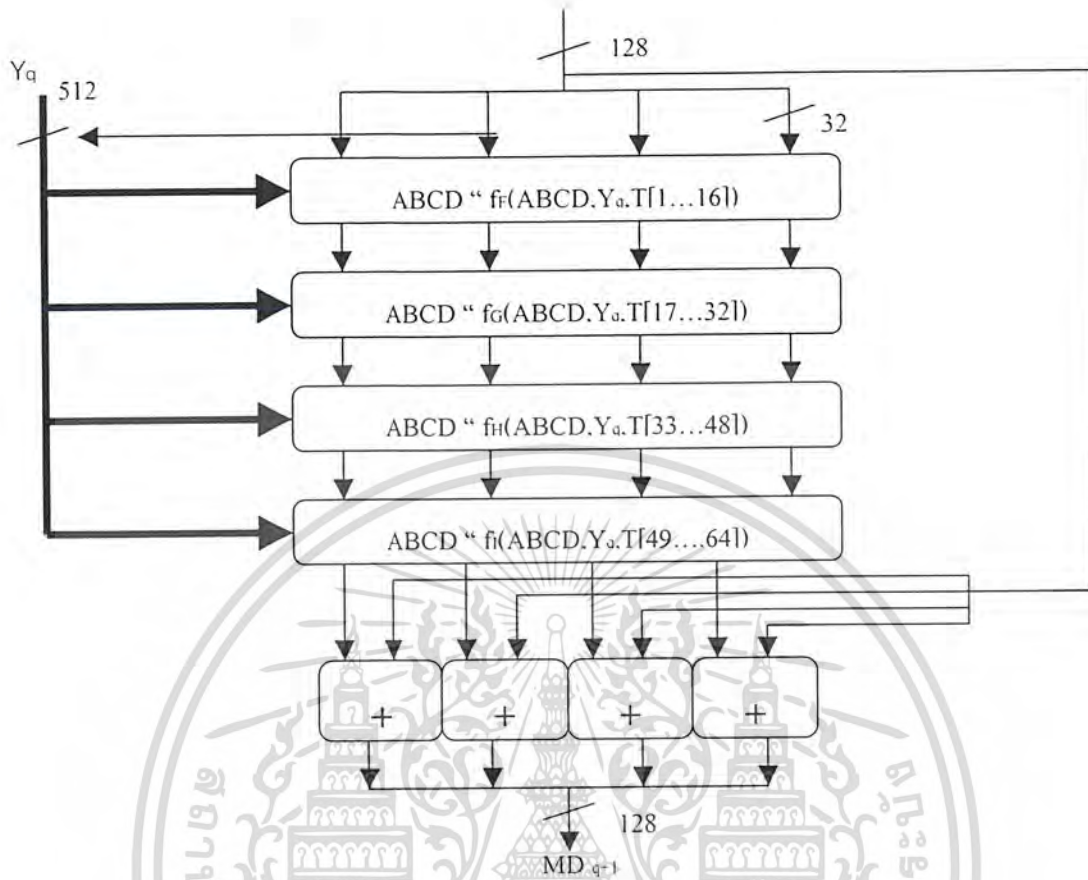 128
Yq
512
32
ABCD “ fF(ABCD.Yq.T[1...16])
ABCD “ fG(ABCD.Yq.T[17...32])
ABCD “ fH(ABCD.Yq.T[33...48])
ABCD “ fI(ABCD.Yq.T[49....64])
+ + + +
128
MD q+1